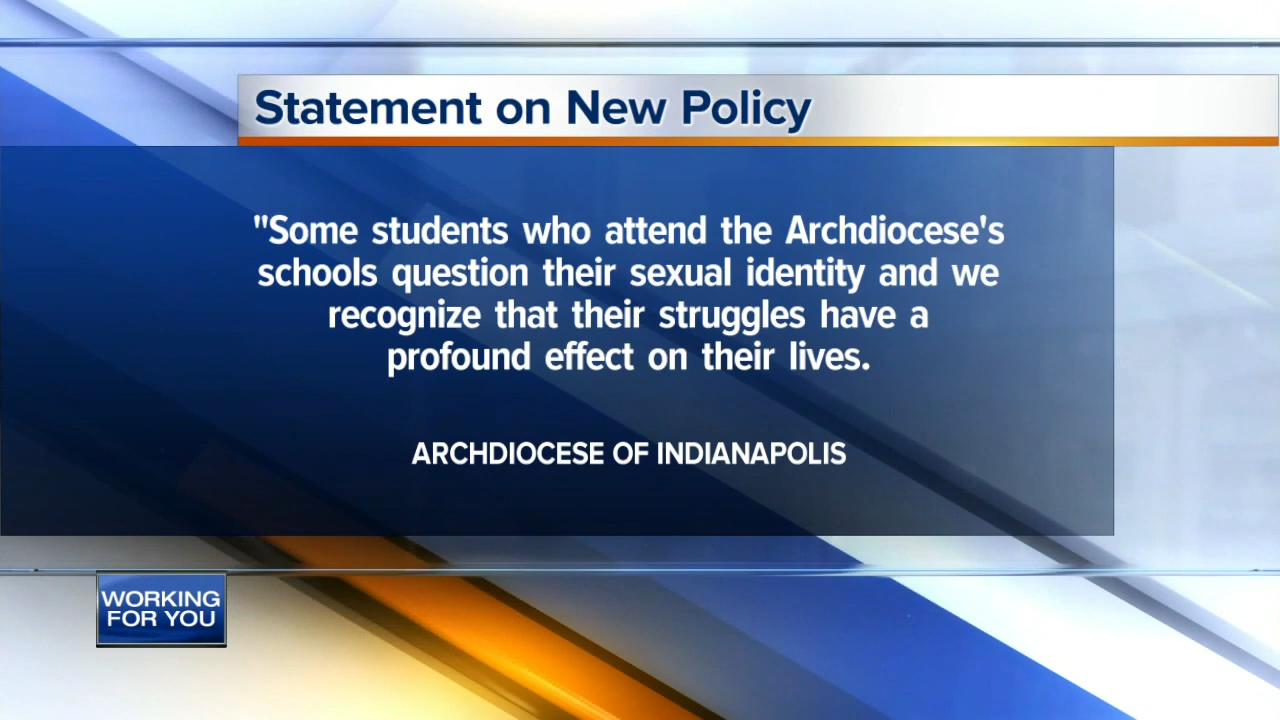 Statement on New Policy
"Some students who attend the Archdiocese's
schools question their sexual identity and we
recognize that their struggles have a
profound effect on their lives.
ARCHDIOCESE OF INDIANAPOLIS
WORKING
FOR YOU